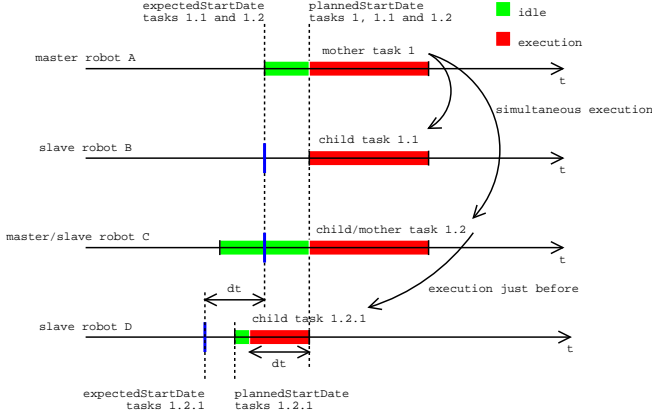 expectedStartDate
tasks 1.1 and 1.2
plannedStartDate
tasks 1, 1.1 and 1.2
idle
execution
master robot A
mother task 1
t
simultaneous execution
slave robot B
child task 1.1
t
master/slave robot C
child/mother task 1.2
t
dt
execution just before
slave robot D
child task 1.2.1
t
dt
expectedStartDate
tasks 1.2.1
plannedStartDate
tasks 1.2.1